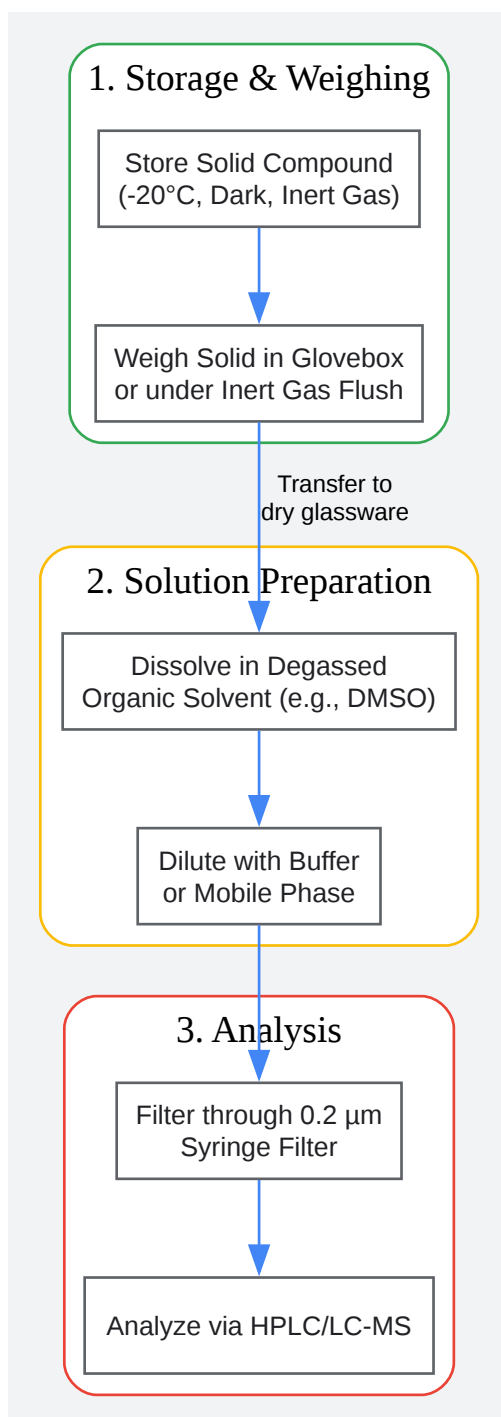 1. Storage & Weighing
Store Solid Compound
(-20°C, Dark, Inert Gas)
Weigh Solid in Glovebox
or under Inert Gas Flush
Transfer to
dry glassware
2. Solution Preparation
Dissolve in Degassed
Organic Solvent (e.g., DMSO)
Dilute with Buffer
or Mobile Phase
3. Analysis
Filter through 0.2 µm
Syringe Filter
Analyze via HPLC/LC-MS